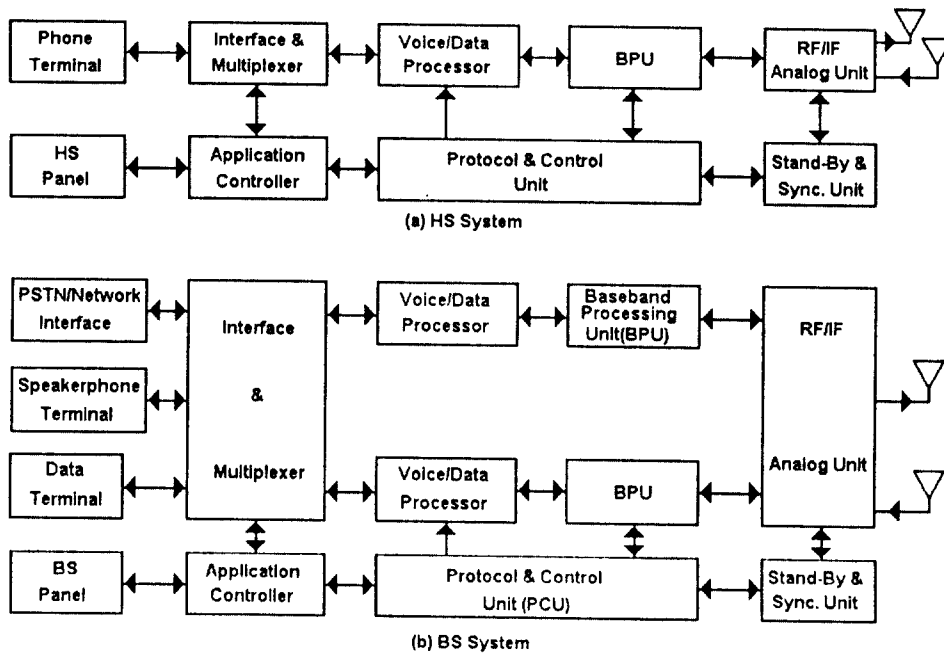 Phone
Terminal
Interface &
Multiplexer
Voice/Data
Processor
BPU
RF/IF
Analog Unit
HS
Panel
Application
Controller
Protocol & Control
Unit
Stand-By &
Sync. Unit
(a) HS System
PSTN/Network
Interface
Interface
&
Multiplexer
Voice/Data
Processor
Baseband
Processing
Unit(BPU)
RF/IF
Analog Unit
Speakerphone
Terminal
Data
Terminal
Voice/Data
Processor
BPU
BS
Panel
Application
Controller
Protocol & Control
Unit (PCU)
Stand-By &
Sync. Unit
(b) BS System